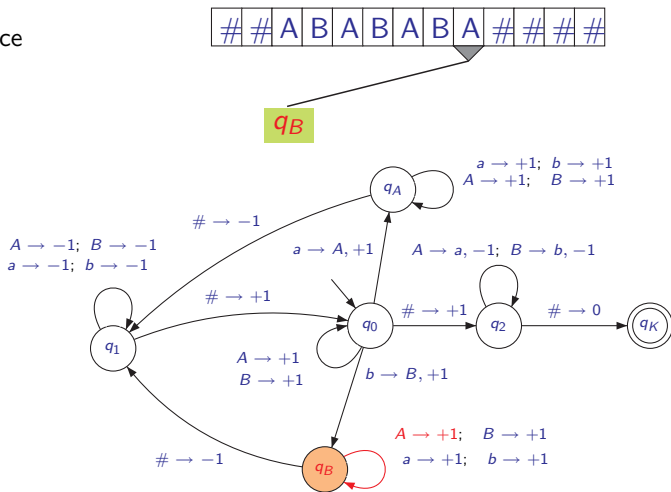 # # A B A B A B A # # # #
ce
q_B
a → +1; b → +1
q_A
A → +1; B → +1
# → −1
A → −1; B → −1
a → −1; b → −1
a → A, +1
A → a, −1; B → b, −1
# → +1
# → +1
# → 0
q_0
q_2
q_K
q_1
A → +1
B → +1
b → B, +1
A → +1; B → +1
a → +1; b → +1
# → −1
q_B